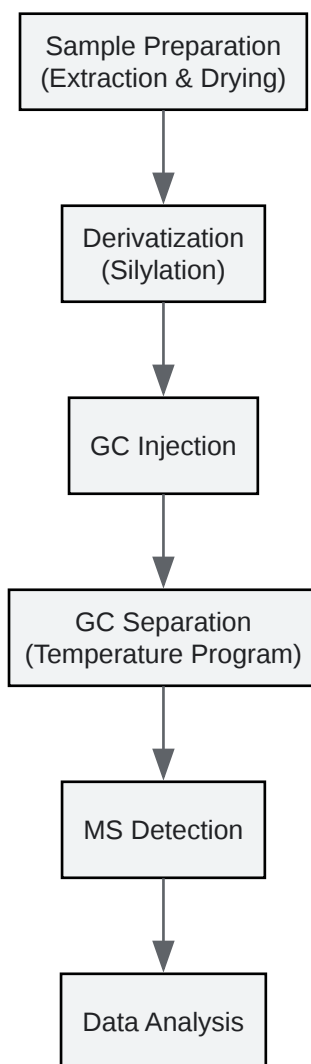 Sample Preparation
(Extraction & Drying)
Derivatization
(Silylation)
GC Injection
GC Separation
(Temperature Program)
MS Detection
Data Analysis